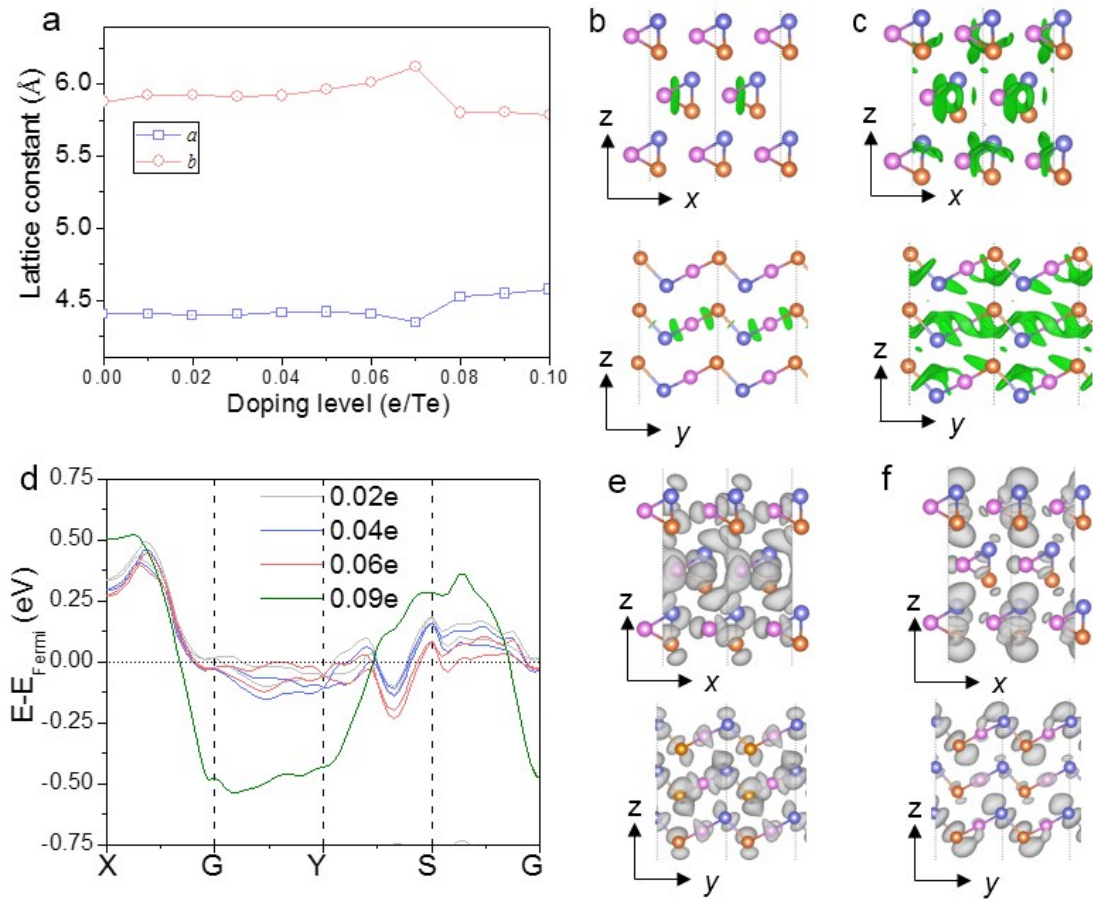 a
Lattice constant (Å)
6.0
5.5
5.0
4.5
a
b
0.00 0.02 0.04 0.06 0.08 0.10
Doping level (e/Te)
b
z
x
z
y
c
z
x
z
y
d
E-E_Fermi (eV)
0.75
0.50
0.25
0.00
-0.25
-0.50
-0.75
0.02e
0.04e
0.06e
0.09e
X G Y S G
e
z
x
z
y
f
z
x
z
y